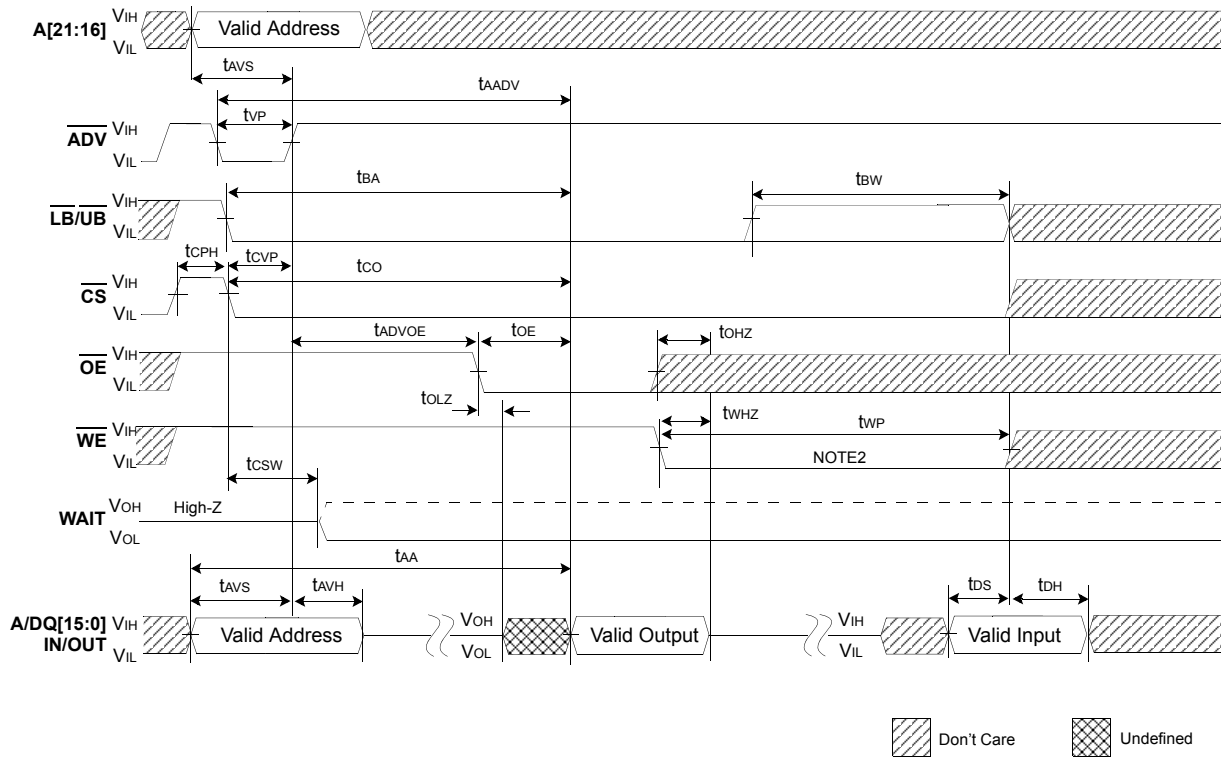 A[21:16] VIH
VIL
Valid Address
tAVS
tAADV
ADV VIH
VIL
tVP
LB/UB VIH
VIL
tBA
tBW
CS VIH
VIL
tCPH
tCVP
tCO
OE VIH
VIL
tADVOE
tOE
tOHZ
tOLZ
WE VIH
VIL
tWHZ
tWP
NOTE2
tCSW
WAIT VOH
VOL
High-Z
tAA
tAVS
tAVH
tDS
tDH
A/DQ[15:0] VIH
IN/OUT VIL
Valid Address
VOH
VOL
Valid Output
VIH
VIL
Valid Input
Don't Care
Undefined